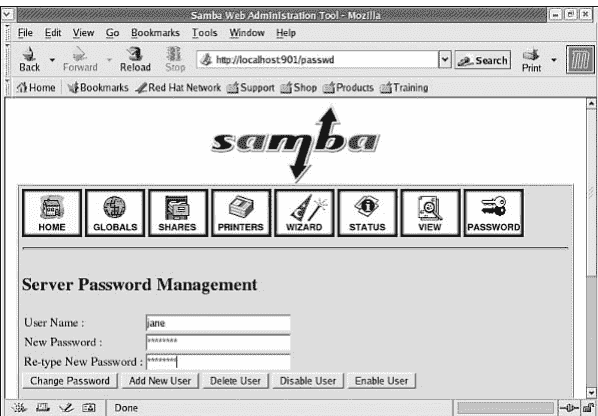 Samba Web Administration Tool - Mozilla
File Edit View Go Bookmarks Tools Window Help
Back Forward Reload Stop http://localhost:901/passwd Search Print
Home Bookmarks Red Hat Network Support Shop Products Training
samba
HOME GLOBALS SHARES PRINTERS WIZARD STATUS VIEW PASSWORD
Server Password Management
User Name : jane
New Password : ********
Re-type New Password : ********
Change Password Add New User Delete User Disable User Enable User
Done